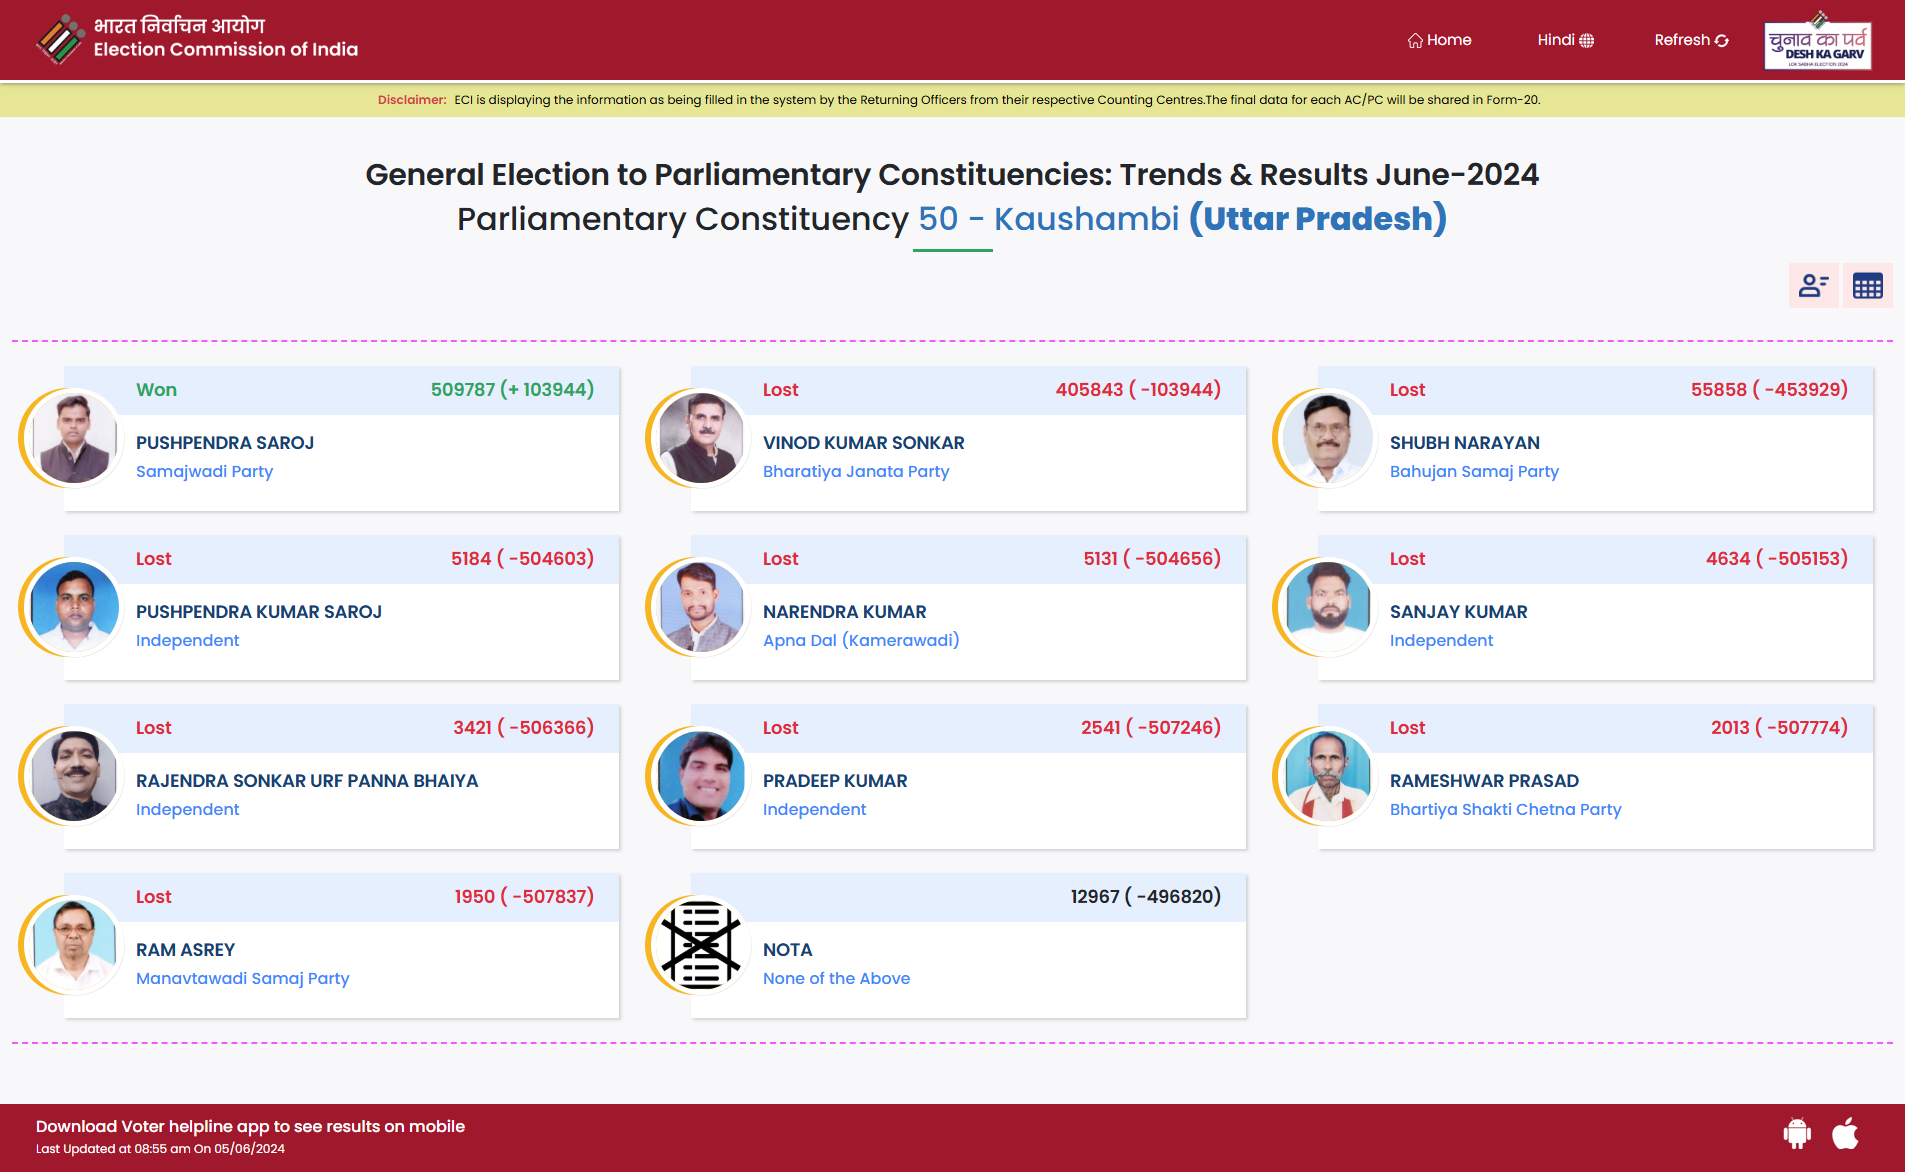 भारत निर्वाचन आयोग
Election Commission of India
Home
Hindi
Refresh
चुनाव का पर्व
DESH KA GARV
LOK SABHA ELECTION 2024
Disclaimer: ECI is displaying the information as being filled in the system by the Returning Officers from their respective Counting Centres.The final data for each AC/PC will be shared in Form-20.
General Election to Parliamentary Constituencies: Trends & Results June-2024
Parliamentary Constituency 50 - Kaushambi (Uttar Pradesh)
Won 509787 (+ 103944)
PUSHPENDRA SAROJ
Samajwadi Party
Lost 405843 ( -103944)
VINOD KUMAR SONKAR
Bharatiya Janata Party
Lost 55858 ( -453929)
SHUBH NARAYAN
Bahujan Samaj Party
Lost 5184 ( -504603)
PUSHPENDRA KUMAR SAROJ
Independent
Lost 5131 ( -504656)
NARENDRA KUMAR
Apna Dal (Kamerawadi)
Lost 4634 ( -505153)
SANJAY KUMAR
Independent
Lost 3421 ( -506366)
RAJENDRA SONKAR URF PANNA BHAIYA
Independent
Lost 2541 ( -507246)
PRADEEP KUMAR
Independent
Lost 2013 ( -507774)
RAMESHWAR PRASAD
Bhartiya Shakti Chetna Party
Lost 1950 ( -507837)
RAM ASREY
Manavtawadi Samaj Party
12967 ( -496820)
NOTA
None of the Above
Download Voter helpline app to see results on mobile
Last Updated at 08:55 am On 05/06/2024